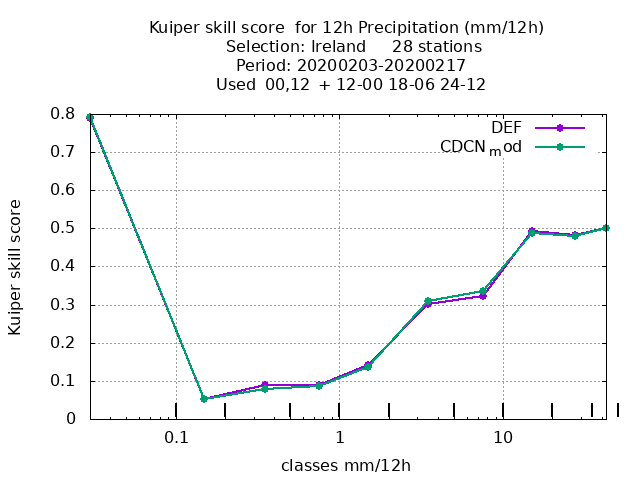 Kuiper skill score  for 12h Precipitation (mm/12h)
Selection: Ireland     28 stations
Period: 20200203-20200217
Used  00,12  + 12-00 18-06 24-12
DEF
CDCN_mod
0.8
0.7
0.6
0.5
0.4
0.3
0.2
0.1
0
Kuiper skill score
0.1
1
10
classes mm/12h